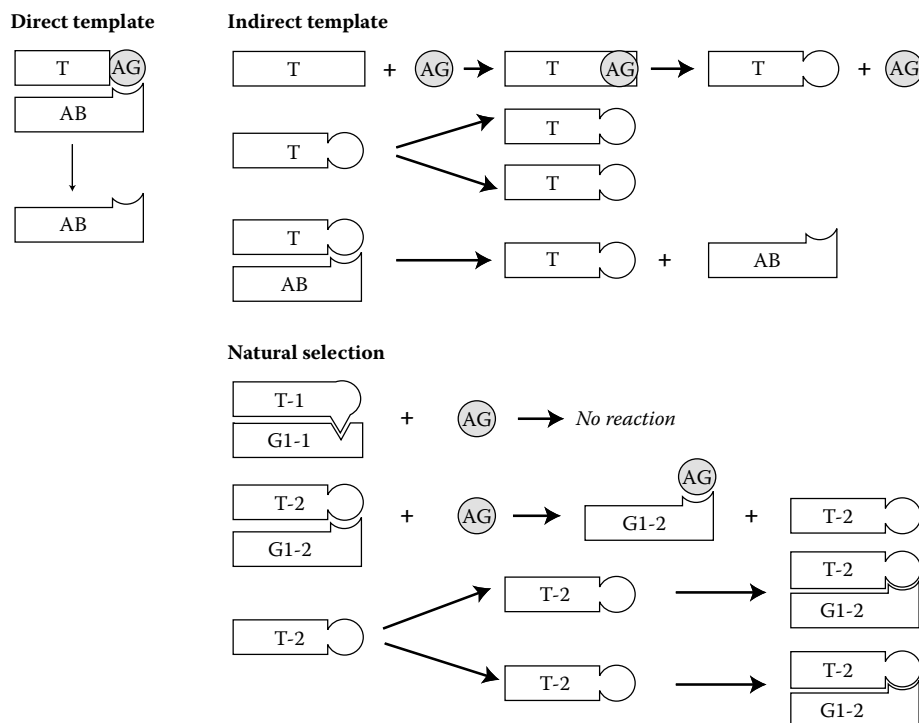 Direct template
T AG
AB
AB
Indirect template
T + AG T AG T + AG
T T
T
T AB T + AB
Natural selection
T-1 G1-1 + AG No reaction
T-2 G1-2 + AG AG G1-2 + T-2
T-2 T-2 T-2 G1-2
T-2 T-2 G1-2